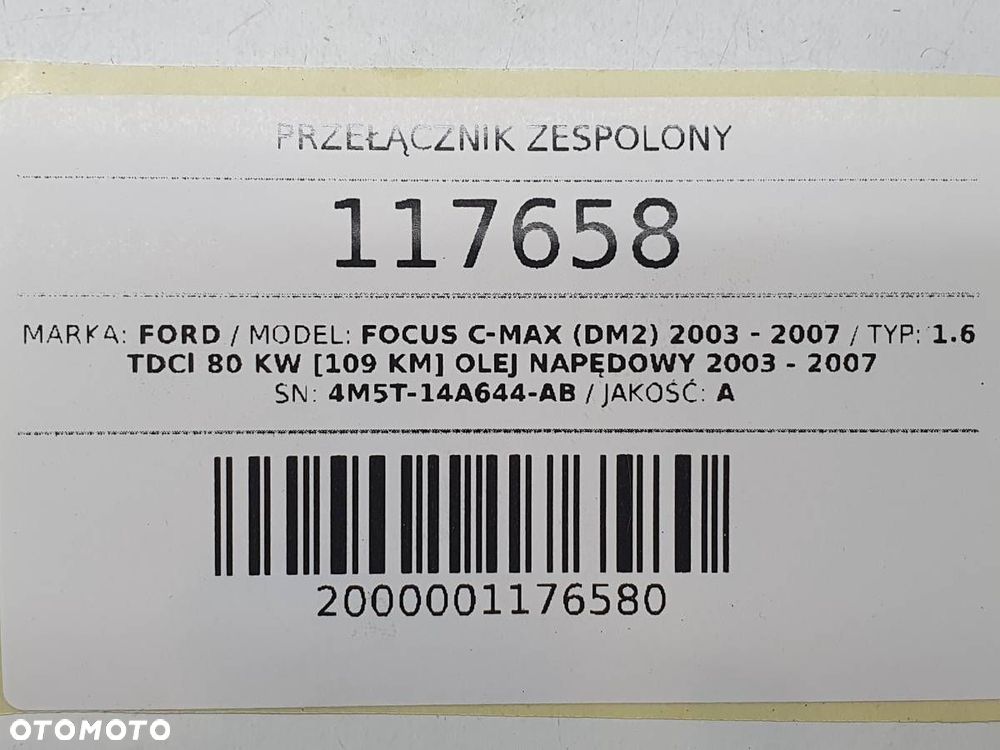 PRZEŁĄCZNIK ZESPOLONY
117658
MARKA: FORD / MODEL: FOCUS C-MAX (DM2) 2003 - 2007 / TYP: 1.6
TDCI 80 KW [109 KM] OLEJ NAPĘDOWY 2003 - 2007
SN: 4M5T-14A644-AB / JAKOŚĆ: A
2000001176580
OTOMOTO